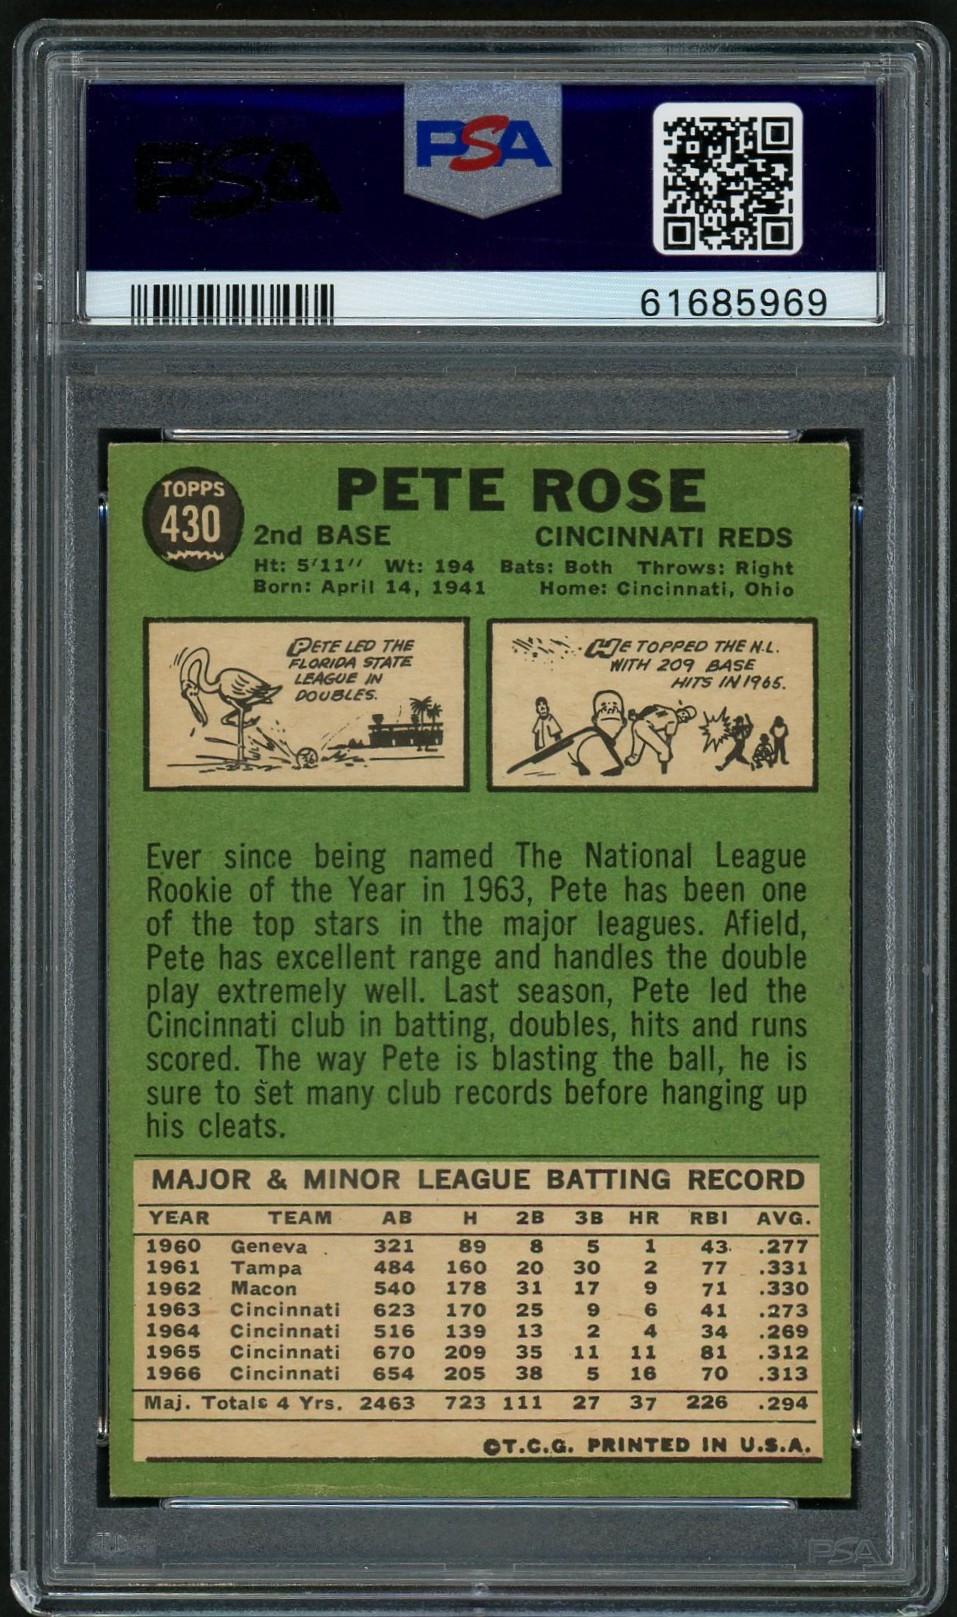 PSA
PSA
61685969
TOPPS
430
PETE ROSE
2nd BASE CINCINNATI REDS
Ht: 5'11'' Wt: 194 Bats: Both Throws: Right
Born: April 14, 1941 Home: Cincinnati, Ohio
PETE LED THE
FLORIDA STATE
LEAGUE IN
DOUBLES.
HE TOPPED THE N.L.
WITH 209 BASE
HITS IN 1965.
Ever since being named The National League
Rookie of the Year in 1963, Pete has been one
of the top stars in the major leagues. Afield,
Pete has excellent range and handles the double
play extremely well. Last season, Pete led the
Cincinnati club in batting, doubles, hits and runs
scored. The way Pete is blasting the ball, he is
sure to set many club records before hanging up
his cleats.
MAJOR & MINOR LEAGUE BATTING RECORD
YEAR TEAM AB H 2B 3B HR RBI AVG.
1960 Geneva 321 89 8 5 1 43 .277
1961 Tampa 484 160 20 30 2 77 .331
1962 Macon 540 178 31 17 9 71 .330
1963 Cincinnati 623 170 25 9 6 41 .273
1964 Cincinnati 516 139 13 2 4 34 .269
1965 Cincinnati 670 209 35 11 11 81 .312
1966 Cincinnati 654 205 38 5 16 70 .313
Maj. Totals 4 Yrs. 2463 723 111 27 37 226 .294
©T.C.G. PRINTED IN U.S.A.
PSA